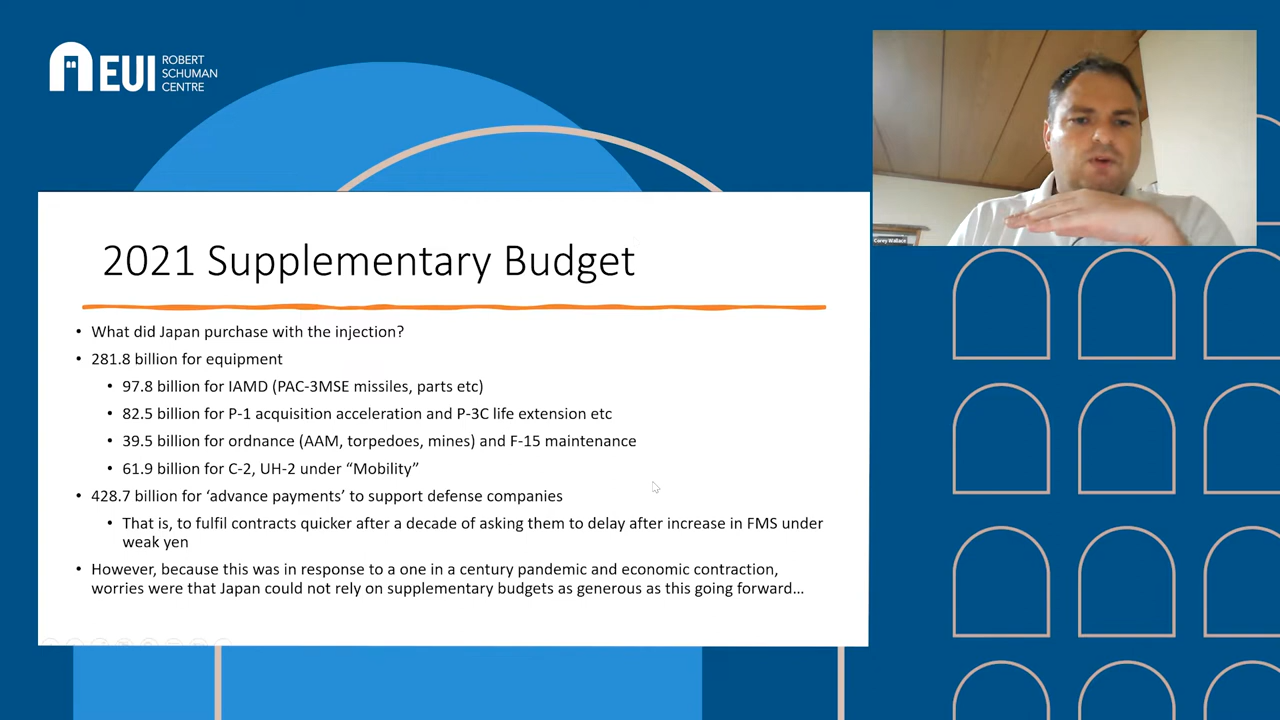 EUI
ROBERT
SCHUMAN
CENTRE
Corey Wallace
2021 Supplementary Budget
• What did Japan purchase with the injection?
• 281.8 billion for equipment
• 97.8 billion for IAMD (PAC-3MSE missiles, parts etc)
• 82.5 billion for P-1 acquisition acceleration and P-3C life extension etc
• 39.5 billion for ordnance (AAM, torpedoes, mines) and F-15 maintenance
• 61.9 billion for C-2, UH-2 under “Mobility”
• 428.7 billion for ‘advance payments’ to support defense companies
• That is, to fulfil contracts quicker after a decade of asking them to delay after increase in FMS under
weak yen
• However, because this was in response to a one in a century pandemic and economic contraction,
worries were that Japan could not rely on supplementary budgets as generous as this going forward…